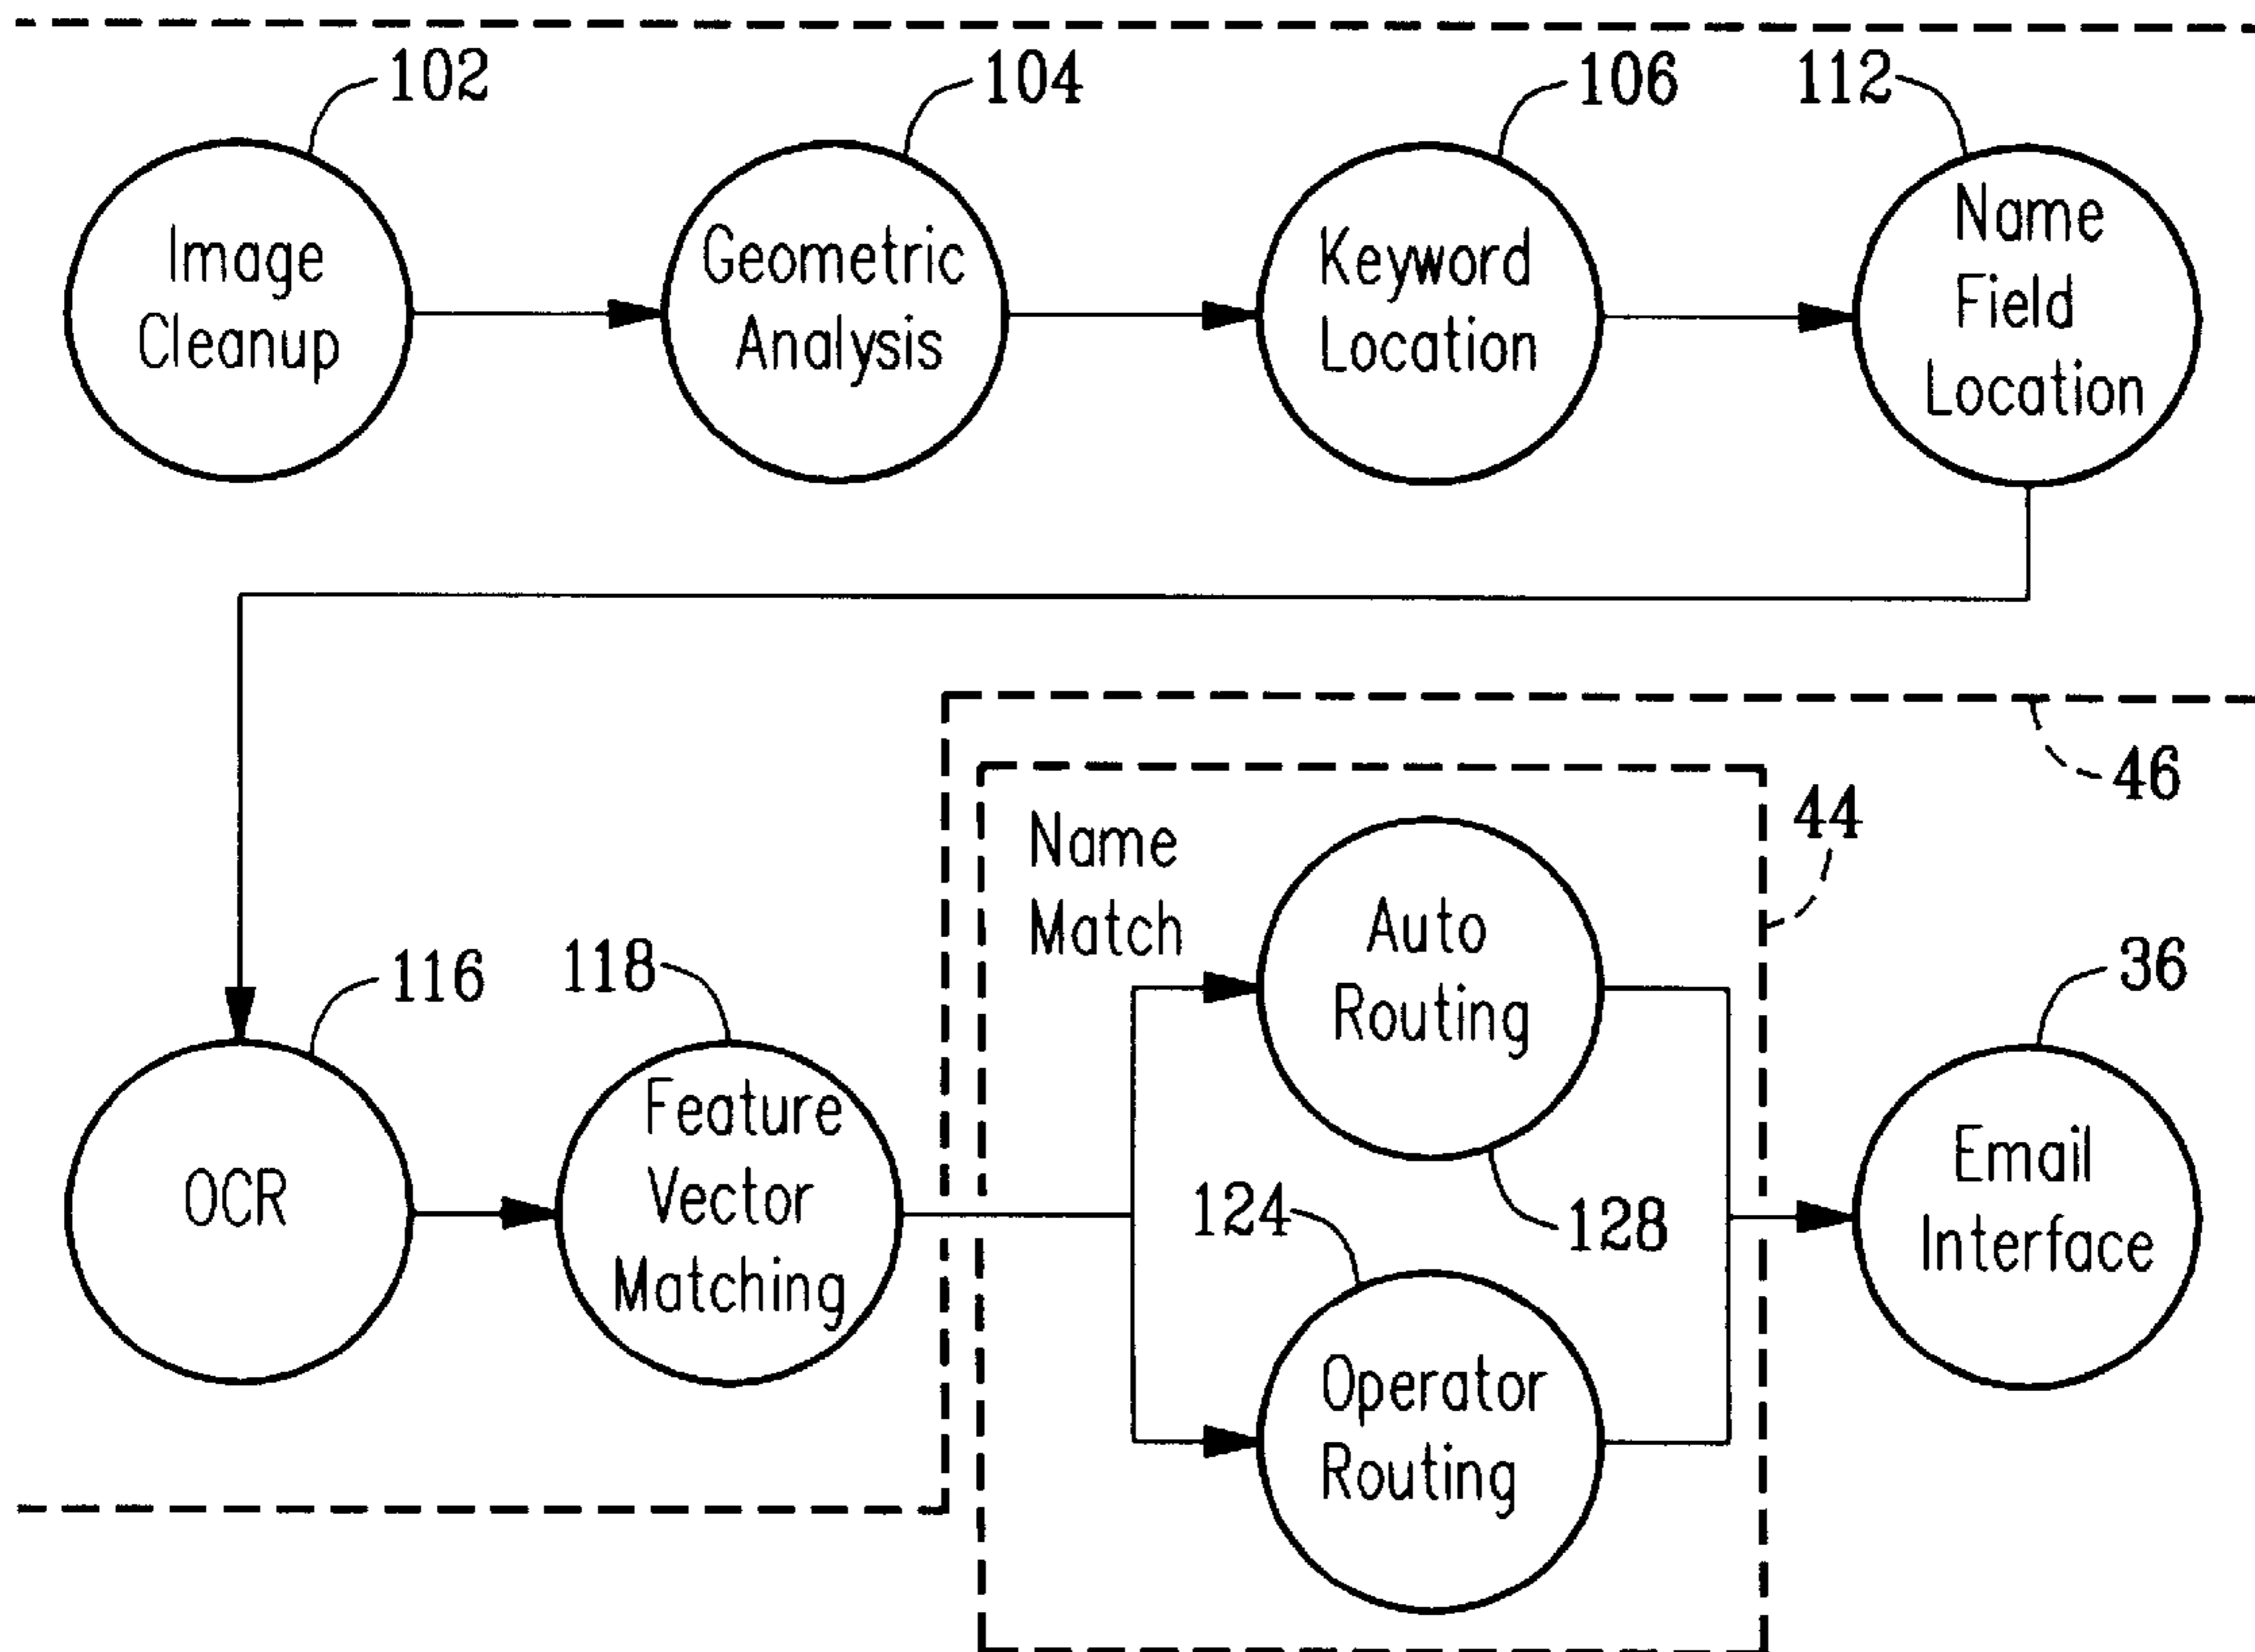 102
104
106
112
Image
Cleanup
Geometric
Analysis
Keyword
Location
Name
Field
Location
46
44
Name
Match
Auto
Routing
36
116
118
OCR
Feature
Vector
Matching
128
124
Operator
Routing
Email
Interface